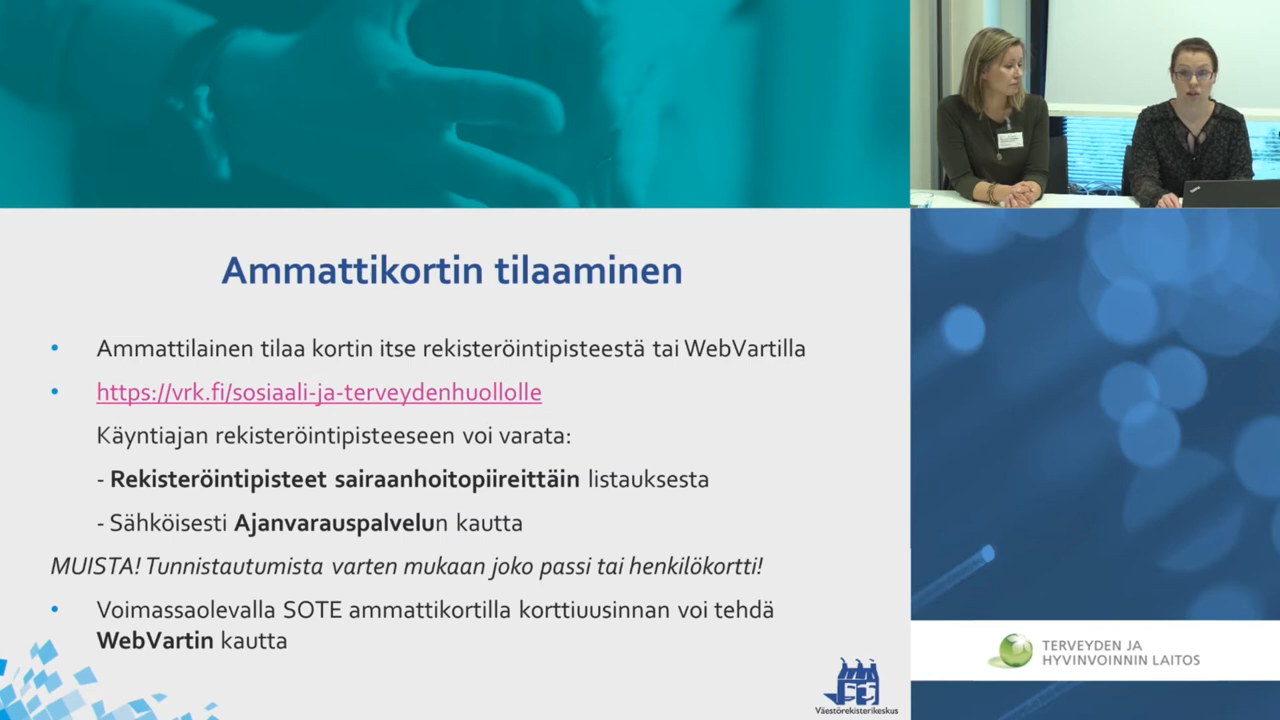 Ammattikortin tilaaminen
• Ammattilainen tilaa kortin itse rekisteröintipisteestä tai WebVartilla
• https://vrk.fi/sosiaali-ja-terveydenhuollolle
Käyntiajan rekisteröintipisteeseen voi varata:
- Rekisteröintipisteet sairaanhoitopiireittäin listauksesta
- Sähköisesti Ajanvarauspalvelun kautta
MUISTA! Tunnistautumista varten mukaan joko passi tai henkilökortti!
• Voimassaolevalla SOTE ammattikortilla korttiuusinnan voi tehdä
WebVartin kautta
Väestörekisterikeskus
TERVEYDEN JA
HYVINVOINNIN LAITOS